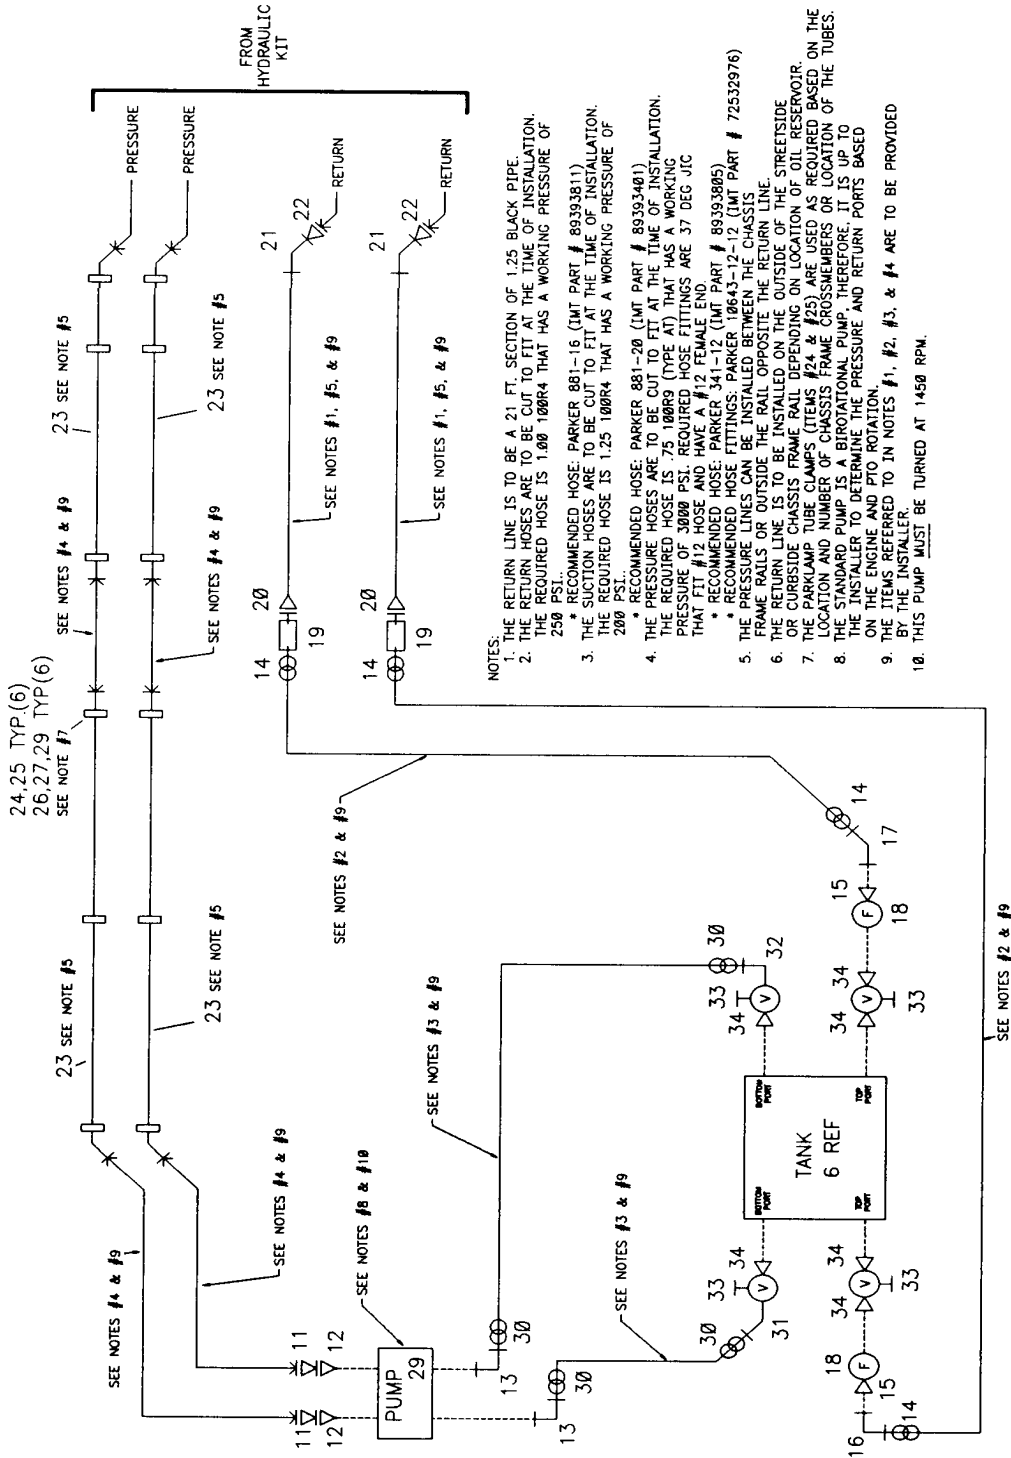 24,25 TYP.(6)
26,27,29 TYP(6)
SEE NOTE #7
FROM
HYDRAULIC
KIT
PRESSURE
PRESSURE
RETURN
RETURN
23 SEE NOTE #5
23 SEE NOTE #5
SEE NOTES #4 & #9
SEE NOTES #4 & #9
23 SEE NOTE #5
23 SEE NOTE #5
SEE NOTES #4 & #9
SEE NOTES #4 & #9
21
22
21
22
SEE NOTES #1, #5, & #9
SEE NOTES #1, #5, & #9
20
19
14
20
19
14
SEE NOTES #2 & #9
SEE NOTES #3 & #9
SEE NOTES #8 & #10
SEE NOTES #3 & #9
SEE NOTES #2 & #9
11
12
11
12
PUMP
29
13
30
13
30
30
32
33
34
30
31
33
34
TANK
6 REF
BOTTOM
PORT
BOTTOM
PORT
TOP
PORT
TOP
PORT
V
V
V
V
F
F
14
17
15
18
34
34
33
34
34
33
18
15
16
14
NOTES:
1. THE RETURN LINE IS TO BE A 21 FT. SECTION OF 1.25 BLACK PIPE.
2. THE RETURN HOSES ARE TO BE CUT TO FIT AT THE TIME OF INSTALLATION.
THE REQUIRED HOSE IS 1.00 100R4 THAT HAS A WORKING PRESSURE OF
250 PSI..
* RECOMMENDED HOSE: PARKER 881-16 (IMT PART # 89393811)
3. THE SUCTION HOSES ARE TO BE CUT TO FIT AT THE TIME OF INSTALLATION.
THE REQUIRED HOSE IS 1.25 100R4 THAT HAS A WORKING PRESSURE OF
200 PSI..
* RECOMMENDED HOSE: PARKER 881-20 (IMT PART # 89393401)
4. THE PRESSURE HOSES ARE TO BE CUT TO FIT AT THE TIME OF INSTALLATION.
THE REQUIRED HOSE IS .75 100R9 (TYPE AT) THAT HAS A WORKING
PRESSURE OF 3000 PSI. REQUIRED HOSE FITTINGS ARE 37 DEG JIC
THAT FIT #12 HOSE AND HAVE A #12 FEMALE END.
* RECOMMENDED HOSE: PARKER 341-12 (IMT PART # 89393805)
* RECOMMENDED HOSE FITTINGS: PARKER 10643-12-12 (IMT PART # 72532976)
5. THE PRESSURE LINES CAN BE INSTALLED BETWEEN THE CHASSIS
FRAME RAILS OR OUTSIDE THE RAIL OPPOSITE THE RETURN LINE.
6. THE RETURN LINE IS TO BE INSTALLED ON THE OUTSIDE OF THE STREETSIDE
OR CURBSIDE CHASSIS FRAME RAIL DEPENDING ON LOCATION OF OIL RESERVOIR.
7. THE PARKLAMP TUBE CLAMPS (ITEMS #24 & #25) ARE USED AS REQUIRED BASED ON THE
LOCATION AND NUMBER OF CHASSIS FRAME CROSSMEMBERS OR LOCATION OF THE TUBES.
8. THE STANDARD PUMP IS A BIROTATIONAL PUMP, THEREFORE, IT IS UP TO
THE INSTALLER TO DETERMINE THE PRESSURE AND RETURN PORTS BASED
ON THE ENGINE AND PTO ROTATION.
9. THE ITEMS REFERRED TO IN NOTES #1, #2, #3, & #4 ARE TO BE PROVIDED
BY THE INSTALLER.
10. THIS PUMP MUST BE TURNED AT 1450 RPM.